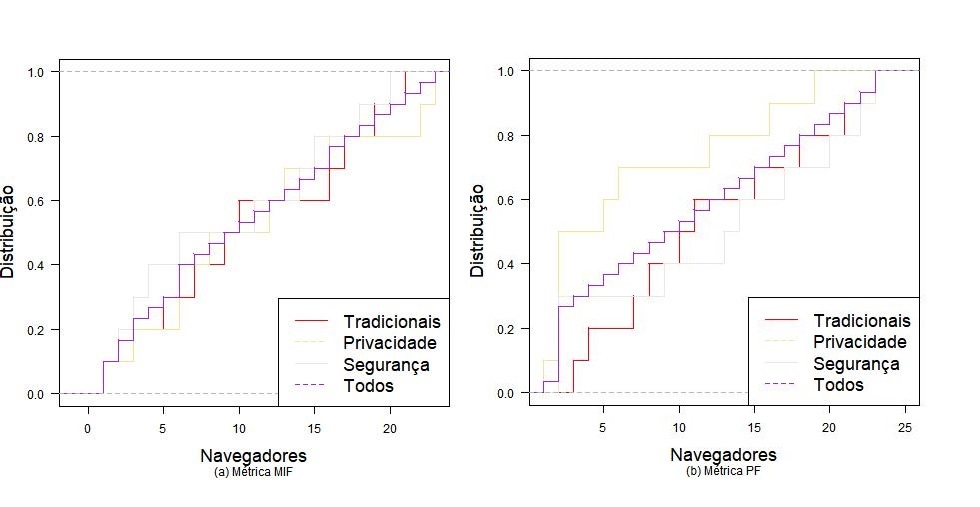 1.0
0.8
0.6
0.4
0.2
0.0
Distribuição
0 5 10 15 20
Navegadores
(a) Métrica MIF
Tradicionais
Privacidade
Segurança
Todos
1.0
0.8
0.6
0.4
0.2
0.0
Distribuição
5 10 15 20 25
Navegadores
(b) Métrica PF
Tradicionais
Privacidade
Segurança
Todos